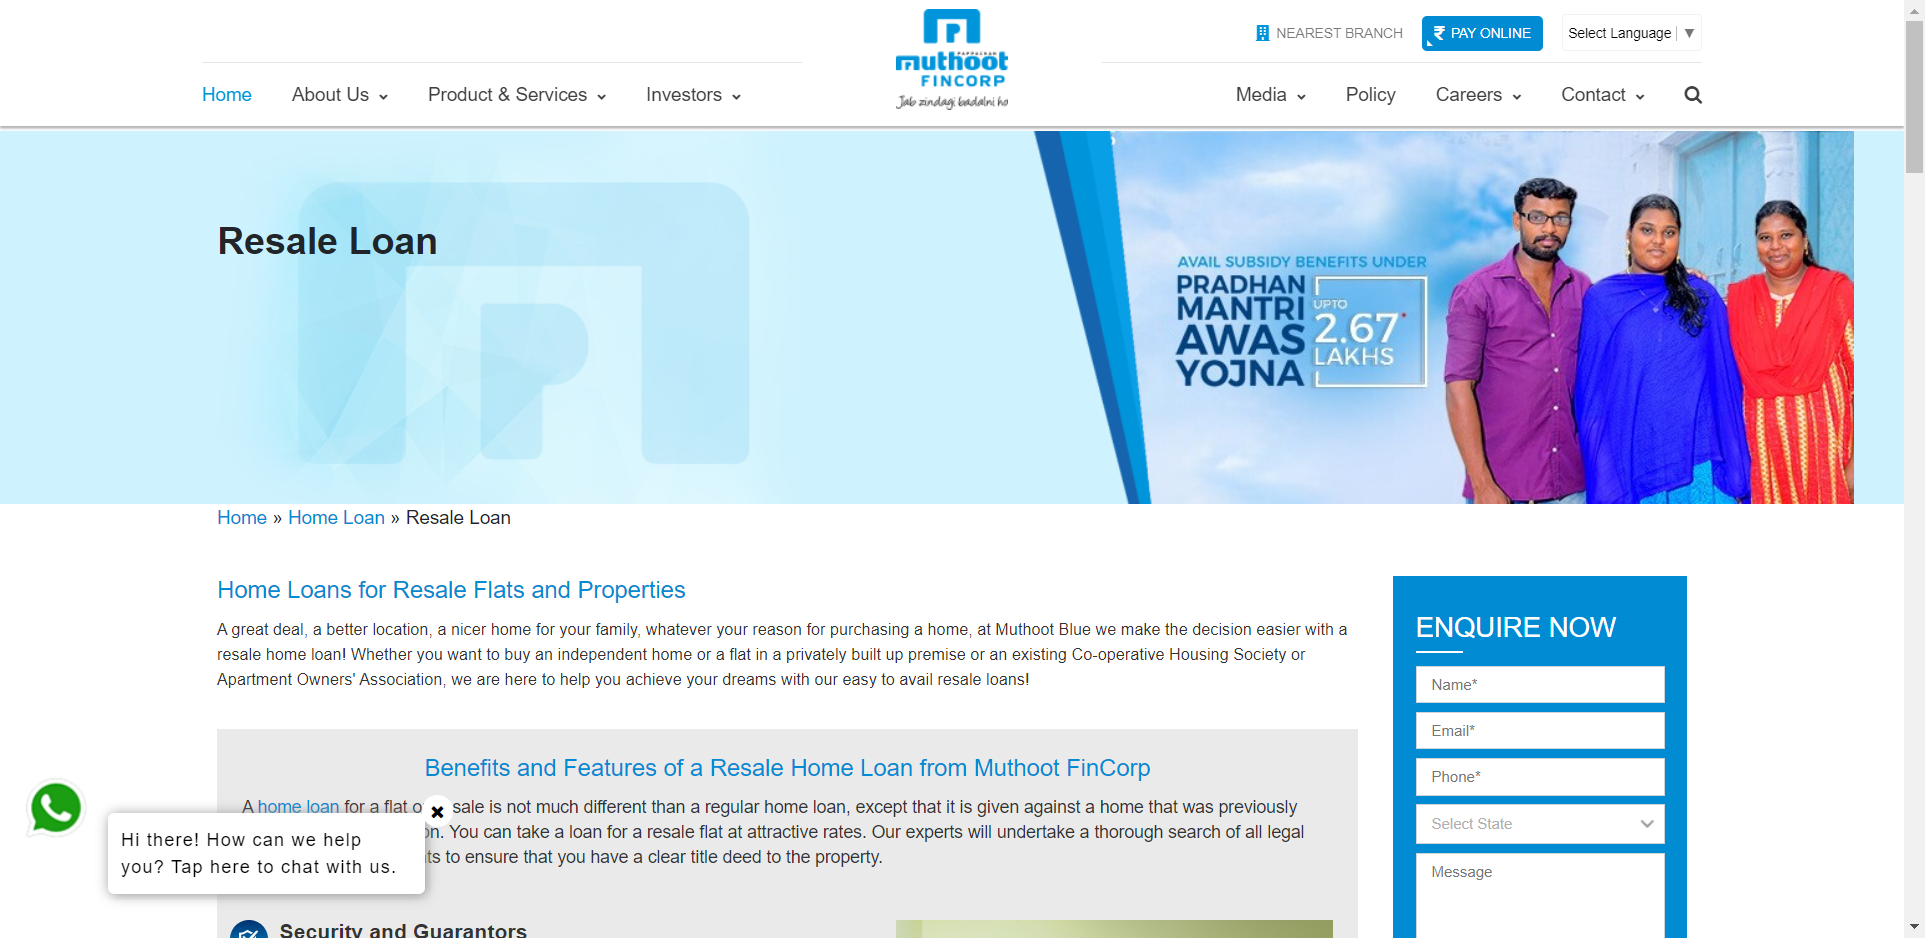 NEAREST BRANCH
PAY ONLINE
Select Language ▼
PAPPACHAN
muthoot
FINCORP
Jab zindagi badalni ho
Home
About Us
Product & Services
Investors
Media
Policy
Careers
Contact
Resale Loan
AVAIL SUBSIDY BENEFITS UNDER
PRADHAN
MANTRI
AWAS
YOJNA
UPTO
2.67*
LAKHS
Home » Home Loan » Resale Loan
Home Loans for Resale Flats and Properties
A great deal, a better location, a nicer home for your family, whatever your reason for purchasing a home, at Muthoot Blue we make the decision easier with a
resale home loan! Whether you want to buy an independent home or a flat in a privately built up premise or an existing Co-operative Housing Society or
Apartment Owners' Association, we are here to help you achieve your dreams with our easy to avail resale loans!
Benefits and Features of a Resale Home Loan from Muthoot FinCorp
A home loan for a flat o sale is not much different than a regular home loan, except that it is given against a home that was previously
on. You can take a loan for a resale flat at attractive rates. Our experts will undertake a thorough search of all legal
ts to ensure that you have a clear title deed to the property.
Security and Guarantors
Hi there! How can we help
you? Tap here to chat with us.
ENQUIRE NOW
Name*
Email*
Phone*
Select State
Message